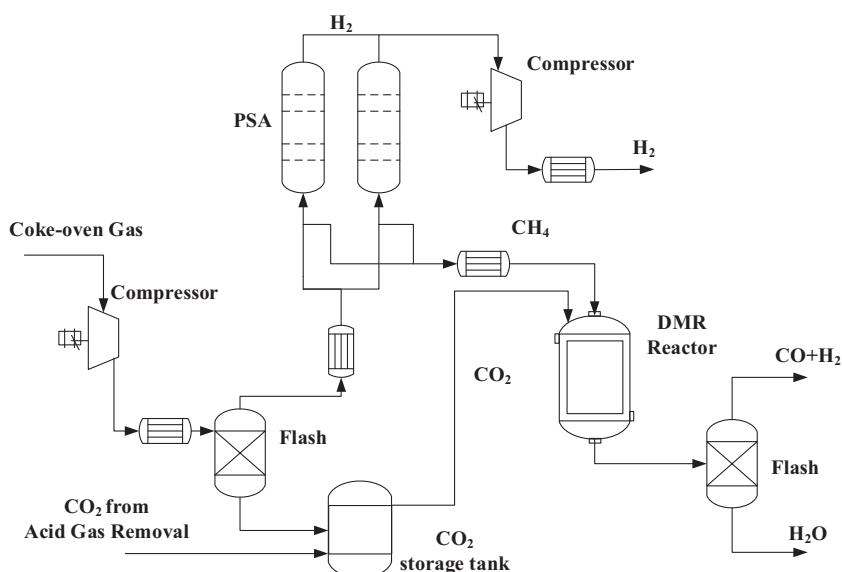 H₂
Compressor
PSA
H₂
Coke-oven Gas
CH₄
Compressor
DMR
Reactor
CO+H₂
CO₂
Flash
Flash
CO₂ from
Acid Gas Removal
CO₂
storage tank
H₂O